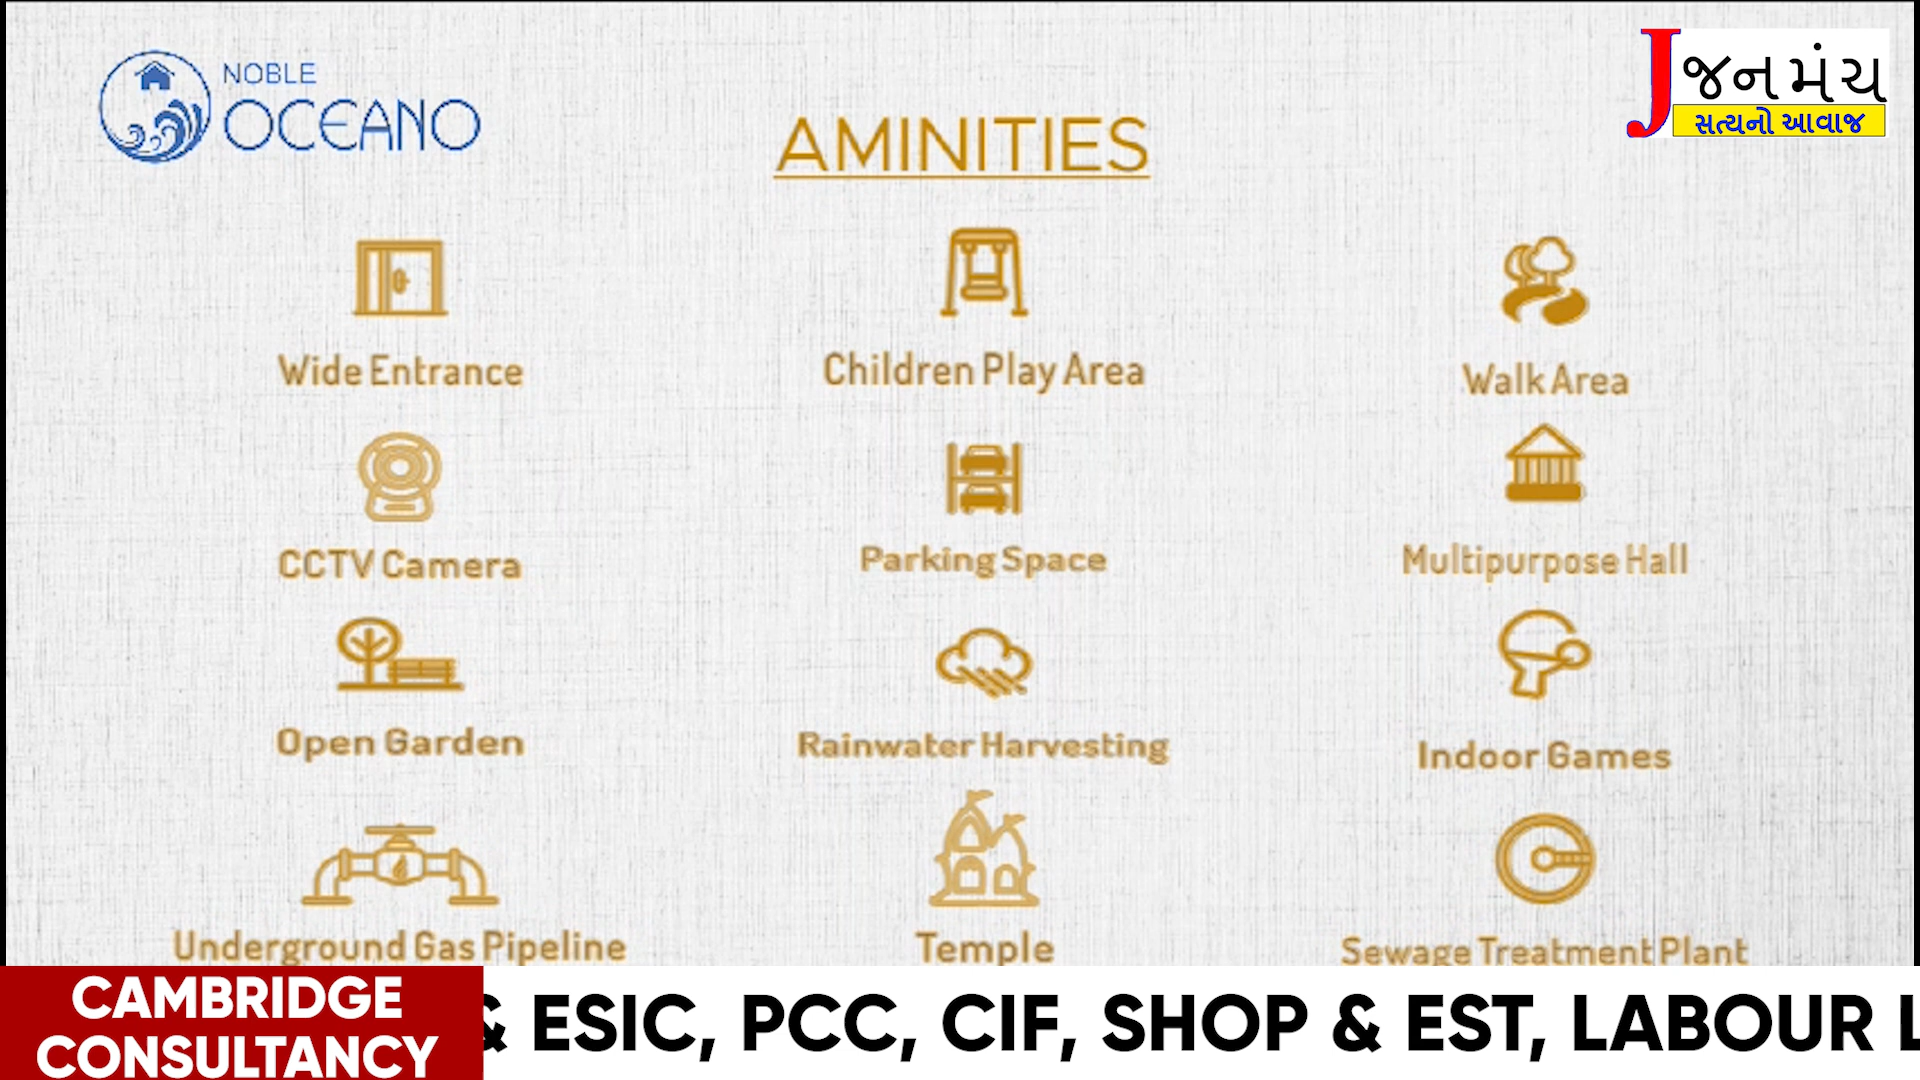 NOBLE
OCEANO
AMINITIES
જનમંચ
સત્યનો આવાજ
Wide Entrance
Children Play Area
Walk Area
CCTV Camera
Parking Space
Multipurpose Hall
Open Garden
Rainwater Harvesting
Indoor Games
Underground Gas Pipeline
Temple
Sewage Treatment Plant
CAMBRIDGE
CONSULTANCY
& ESIC, PCC, CIF, SHOP & EST, LABOUR L